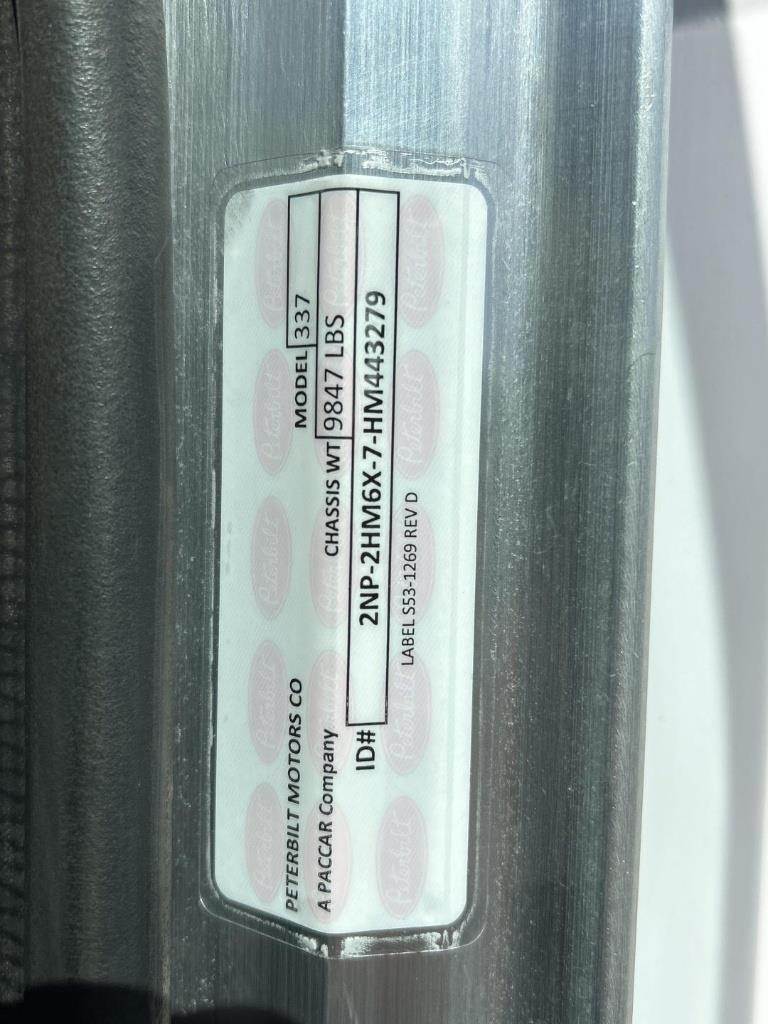 PETERBILT MOTORS CO MODEL 337
A PACCAR Company CHASSIS WT 9847 LBS
ID# 2NP-2HM6X-7-HM443279
LABEL S53-1269 REV D
Peterbilt